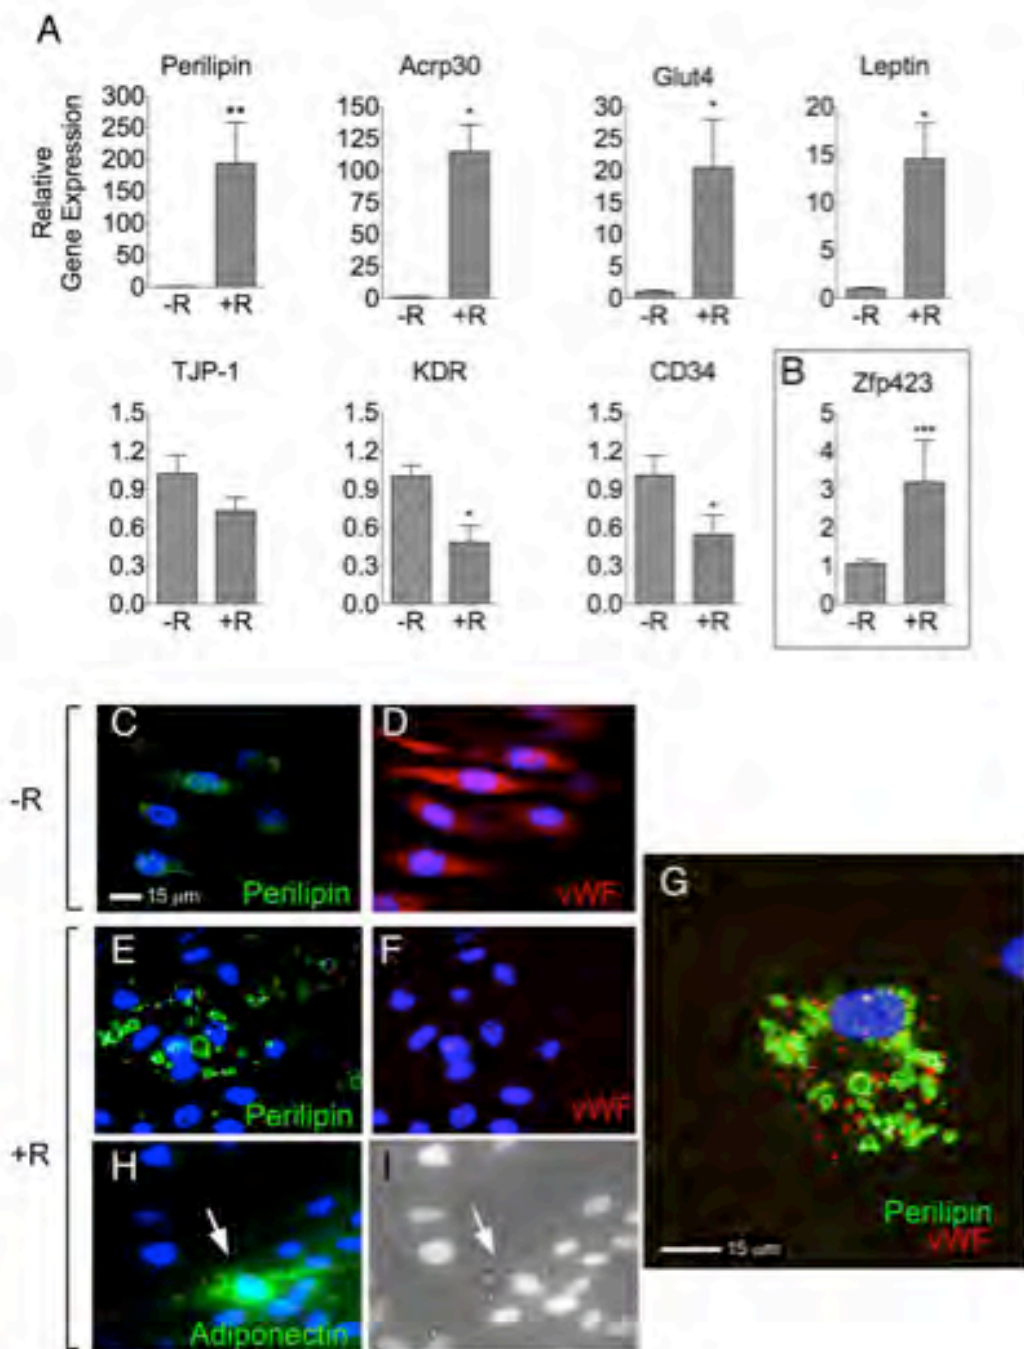 A
Perilipin
Acrp30
Glut4
Leptin
Relative
Gene Expression
300
250
200
150
100
50
0
**
-R +R
150
125
100
75
50
25
0
*
-R +R
30
25
20
15
10
5
0
*
-R +R
20
15
10
5
0
*
-R +R
TJP-1
KDR
CD34
B
Zfp423
1.5
1.2
0.9
0.6
0.3
0.0
-R +R
1.5
1.2
0.9
0.6
0.3
0.0
*
-R +R
1.5
1.2
0.9
0.6
0.3
0.0
*
-R +R
5
4
3
2
1
0
***
-R +R
-R
C
15 µm
Perilipin
D
vWF
+R
E
Perilipin
F
vWF
G
Perilipin
vWF
15 µm
H
Adiponectin
I